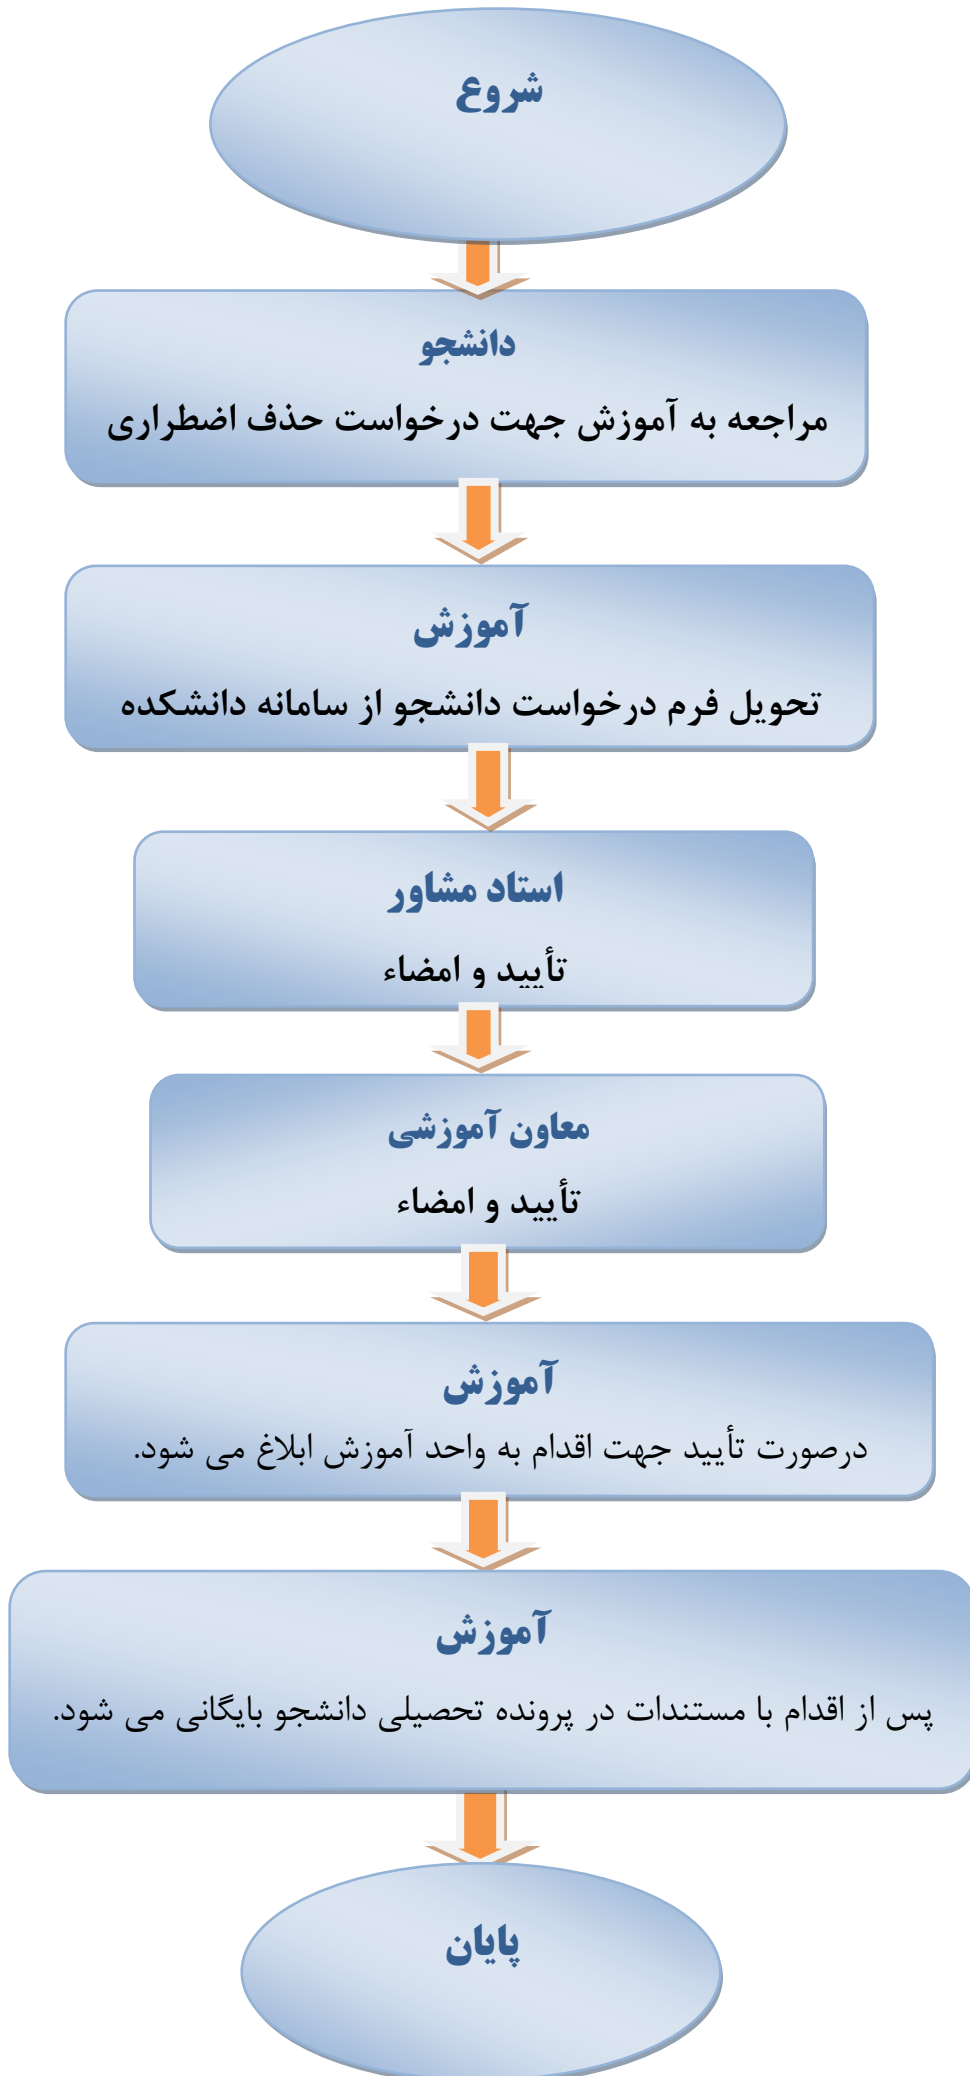 شروع
دانشجو
مراجعه به آموزش جهت درخواست حذف اضطراری
آموزش
تحویل فرم درخواست دانشجو از سامانه دانشکده
استاد مشاور
تأیید و امضاء
معاون آموزشی
تأیید و امضاء
آموزش
درصورت تأیید جهت اقدام به واحد آموزش ابلاغ می شود.
آموزش
پس از اقدام با مستندات در پرونده تحصیلی دانشجو بایگانی می شود.
پایان